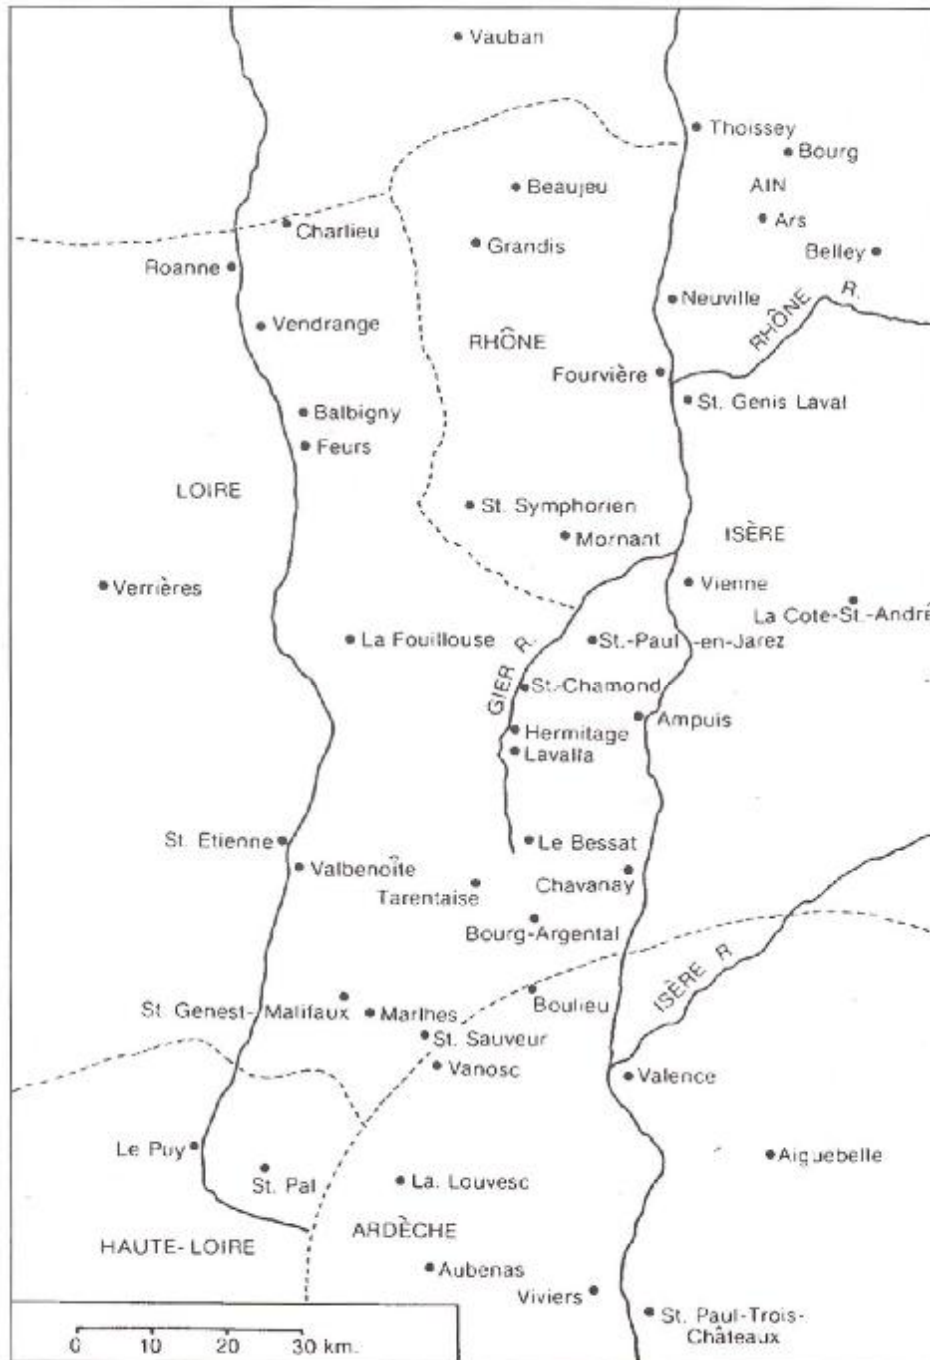 Vauban
Thoissey
Bourg
Beaujeu
AIN
Ars
Charlieu
Grandis
Belley
Roanne
Neuville
RHÔNE R.
Vendrange
RHÔNE
Fourvière
St. Genis Laval
Balbigny
Feurs
LOIRE
St. Symphorien
Mornant
ISÈRE
Verrières
Vienne
La Cote-St.-André
La Fouillouse
St.-Paul-en-Jarez
GIER R.
St.-Chamond
Hermitage
Ampuis
Lavalla
St. Etienne
Le Bessat
Valbenoîte
Chavanay
Tarentaise
Bourg-Argental
ISÈRE R
St. Genest-Malifaux
Marlhes
Boulieu
St. Sauveur
Vanosc
Valence
Le Puy
Aiguebelle
St. Pal
La. Louvesc
ARDÈCHE
HAUTE-LOIRE
Aubenas
Viviers
St. Paul-Trois-
Châteaux
0 10 20 30 km.